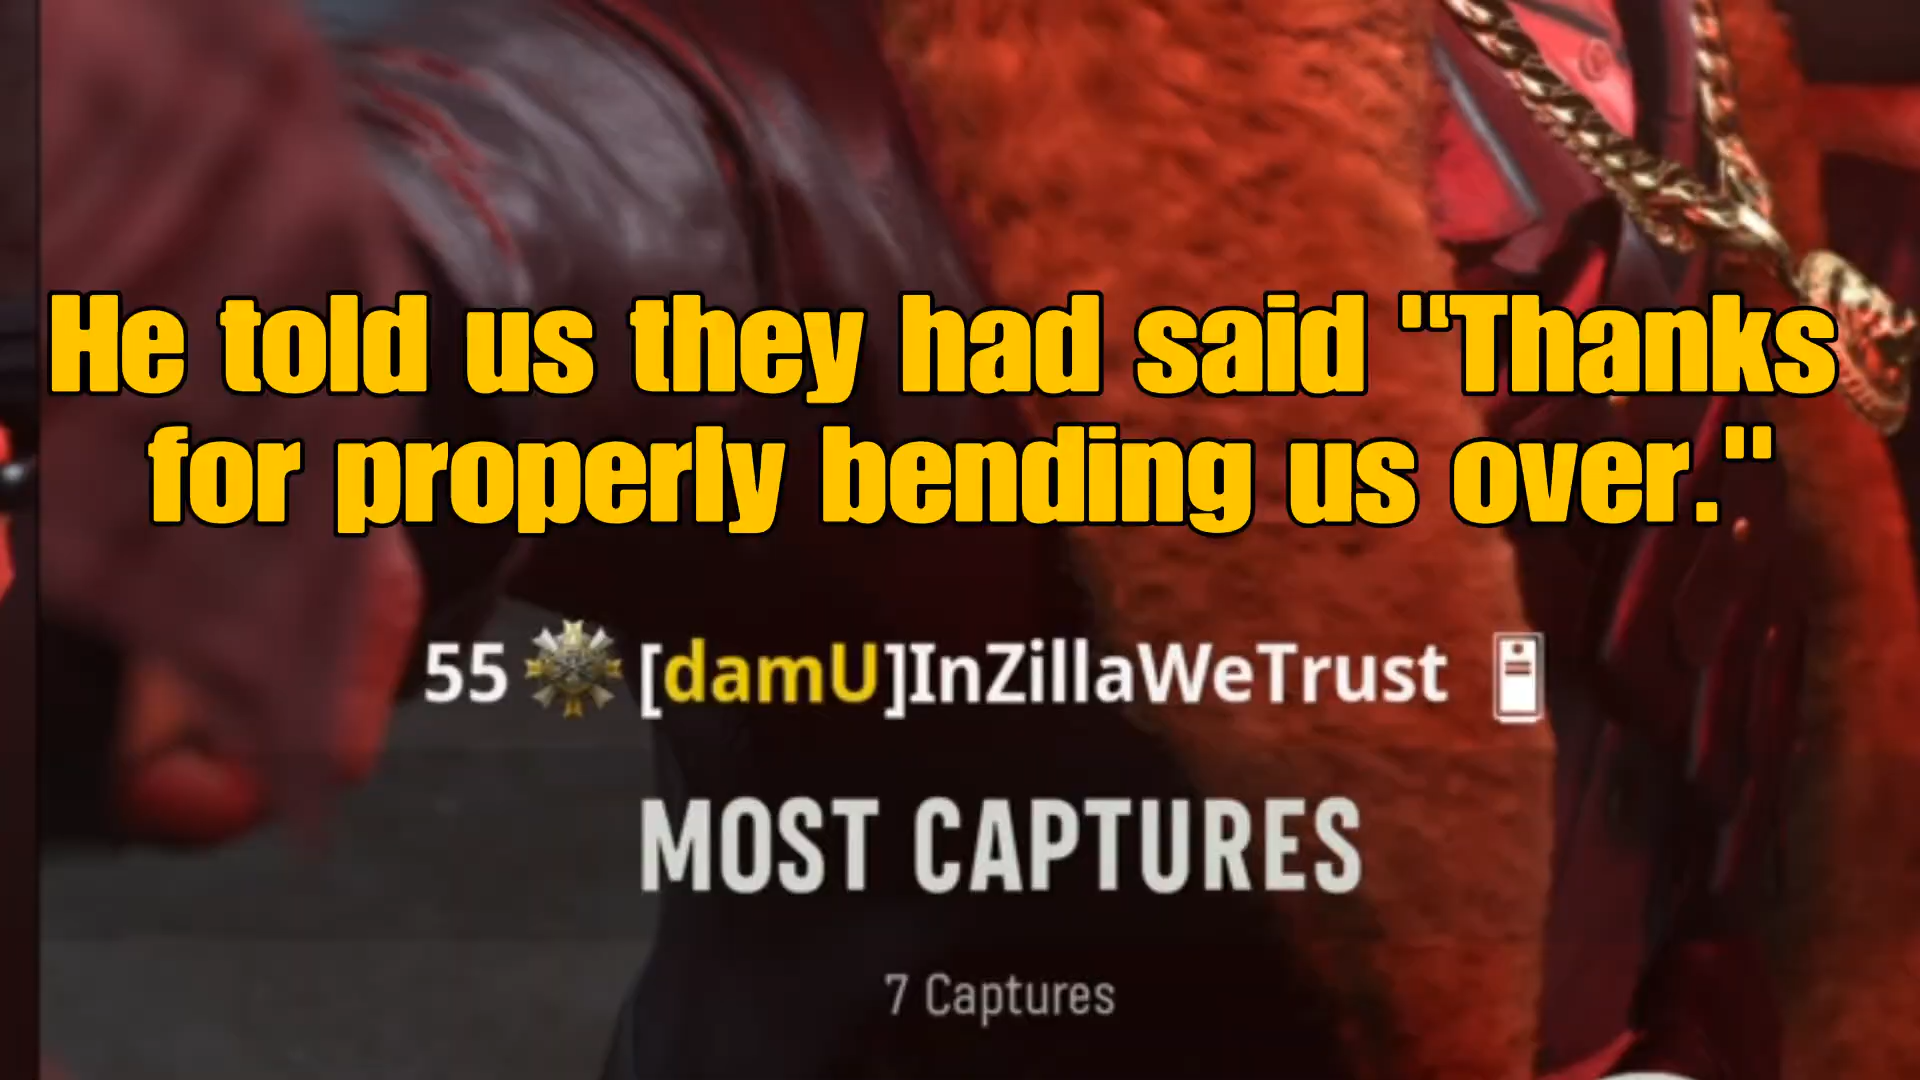 He told us they had said "Thanks
for properly bending us over."
55 [damU]InZillaWeTrust
MOST CAPTURES
7 Captures